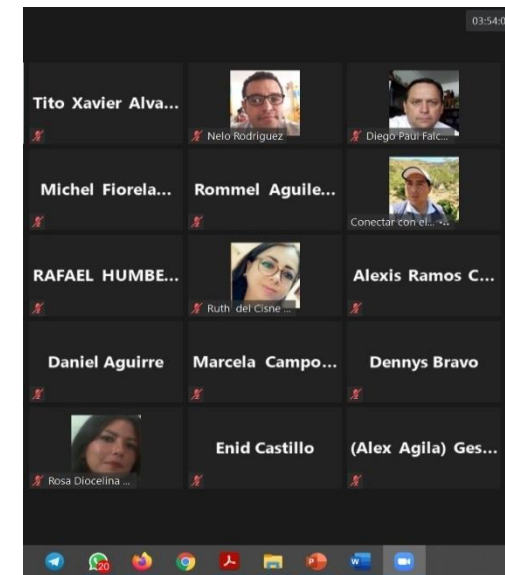 03:54:0
Tito Xavier Alva...
Nelo Rodriguez
Diego Paul Falc...
Michel Fiorela...
Rommel Aguile...
Conectar con el... ...
RAFAEL HUMBE...
Ruth del Cisne ...
Alexis Ramos C...
Daniel Aguirre
Marcela Campo...
Dennys Bravo
Rosa Diocelina ...
Enid Castillo
(Alex Agila) Ges...
20